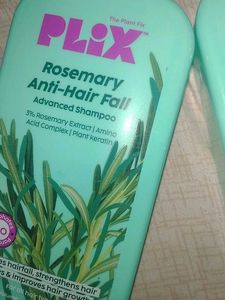 The Plant Fix
PLIX
Rosemary
Anti-Hair Fall
Advanced Shampoo
3% Rosemary Extract | Amino
Acid Complex | Plant Keratin
hairfall, strengthens hair
& improves hair growth